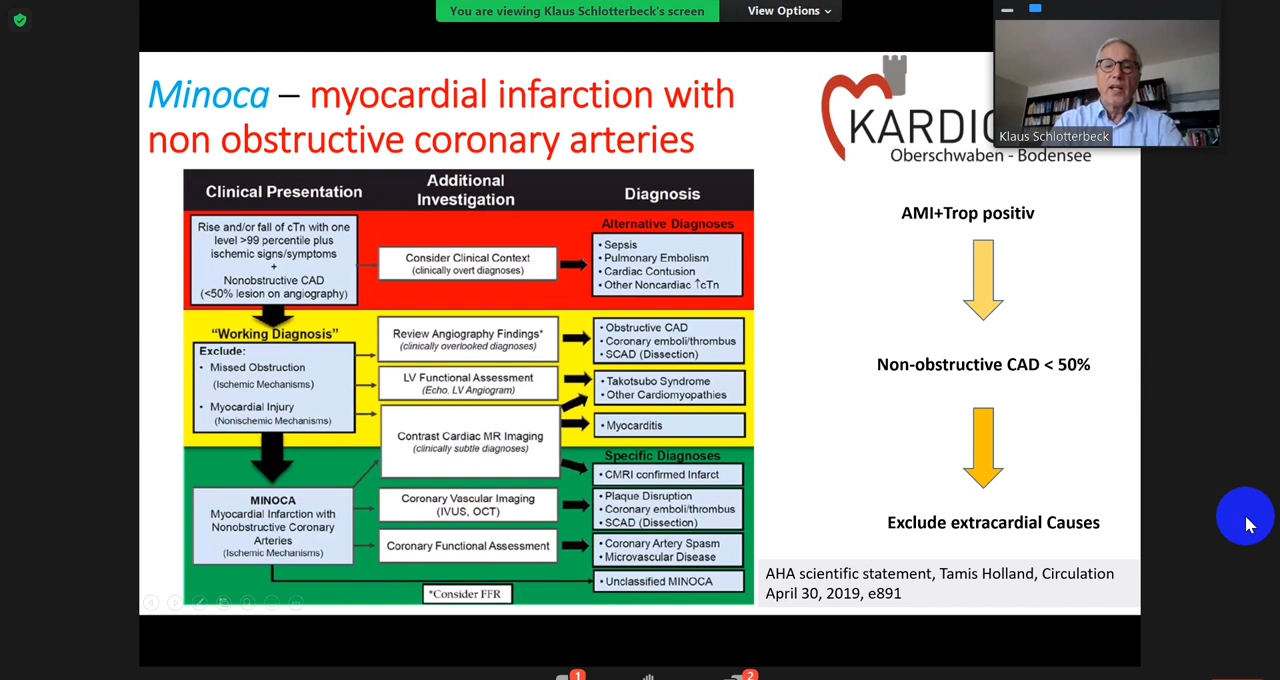 You are viewing Klaus Schlotterbeck's screen
View Options
Minoca – myocardial infarction with
non obstructive coronary arteries
Oberschwaben - Bodensee
Klaus Schlotterbeck
Clinical Presentation
Additional
Investigation
Diagnosis
Rise and/or fall of cTn with one
level >99 percentile plus
ischemic signs/symptoms
+
Nonobstructive CAD
(<50% lesion on angiography)
Consider Clinical Context
(clinically overt diagnoses)
Alternative Diagnoses
• Sepsis
• Pulmonary Embolism
• Cardiac Contusion
• Other Noncardiac ↑cTn
"Working Diagnosis"
Exclude:
• Missed Obstruction
(Ischemic Mechanisms)
• Myocardial Injury
(Nonischemic Mechanisms)
Review Angiography Findings*
(clinically overlooked diagnoses)
• Obstructive CAD
• Coronary emboli/thrombus
• SCAD (Dissection)
LV Functional Assessment
(Echo, LV Angiogram)
• Takotsubo Syndrome
• Other Cardiomyopathies
Contrast Cardiac MR Imaging
(clinically subtle diagnoses)
• Myocarditis
Specific Diagnoses
• CMRI confirmed Infarct
MINOCA
Myocardial Infarction with
Nonobstructive Coronary
Arteries
(Ischemic Mechanisms)
Coronary Vascular Imaging
(IVUS, OCT)
• Plaque Disruption
• Coronary emboli/thrombus
• SCAD (Dissection)
Coronary Functional Assessment
• Coronary Artery Spasm
• Microvascular Disease
• Unclassified MINOCA
*Consider FFR
AMI+Trop positiv
Non-obstructive CAD < 50%
Exclude extracardial Causes
AHA scientific statement, Tamis Holland, Circulation
April 30, 2019, e891
1
2